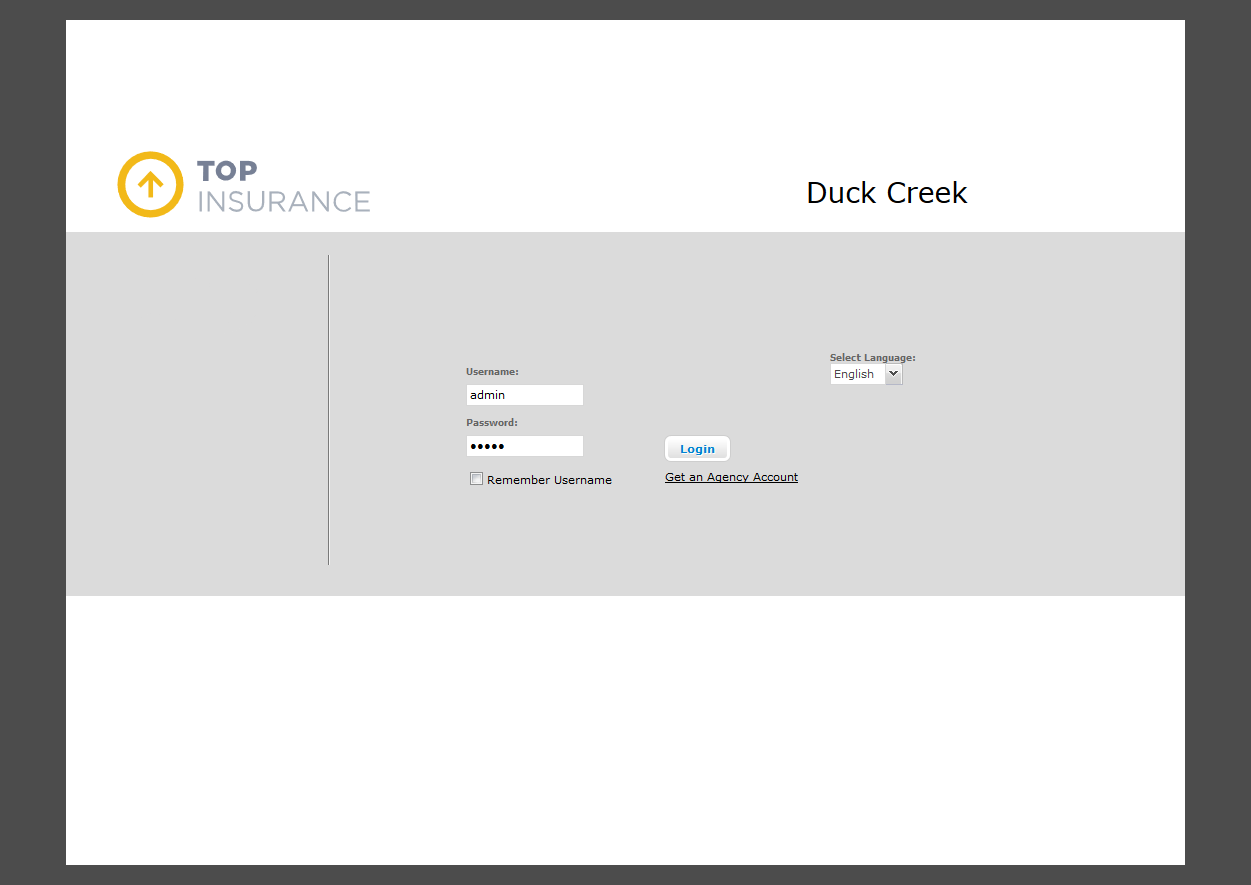 TOP
INSURANCE
Duck Creek
Select Language:
English
Username:
admin
Password:
•••••
Login
Remember Username
Get an Agency Account